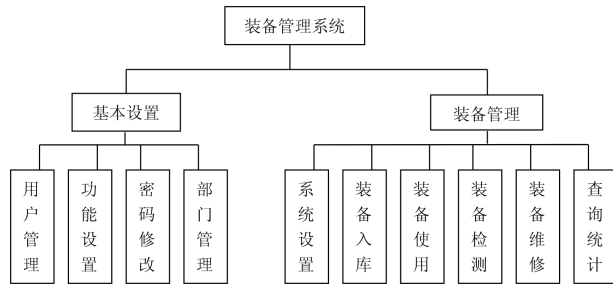 装备管理系统
基本设置
装备管理
用户管理
功能设置
密码修改
部门管理
系统设置
装备入库
装备使用
装备检测
装备维修
查询统计